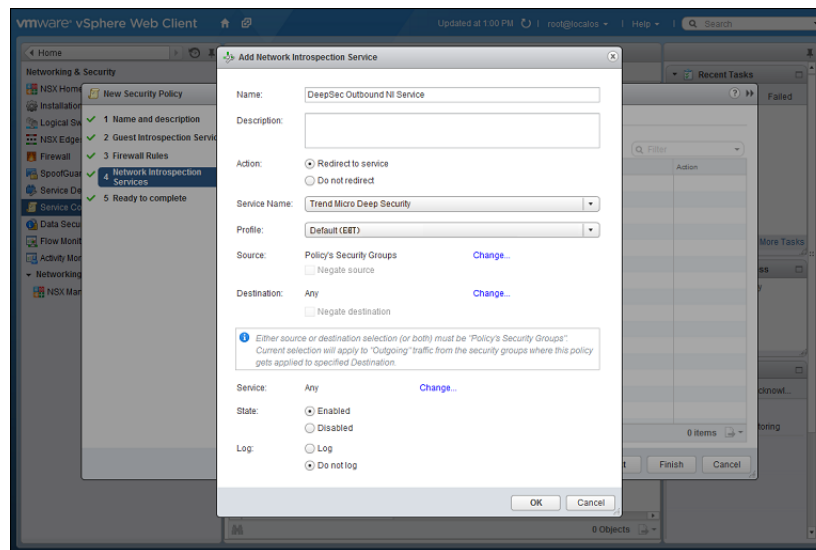 vmware® vSphere Web Client
Updated at 1:00 PM
root@localos
Help
Search
Home
Networking & Security
NSX Home
Installation
Logical Sw
NSX Edge
Firewall
SpoofGuar
Service De
Service Co
Data Secu
Flow Monit
Activity Mor
Networking
NSX Mar
New Security Policy
1 Name and description
2 Guest Introspection Servic
3 Firewall Rules
4 Network Introspection
Services
5 Ready to complete
Add Network Introspection Service
Name: DeepSec Outbound NI Service
Description:
Action: Redirect to service
Do not redirect
Service Name: Trend Micro Deep Security
Profile: Default (EBT)
Source: Policy's Security Groups Change...
Negate source
Destination: Any Change...
Negate destination
Either source or destination selection (or both) must be "Policy's Security Groups".
Current selection will apply to "Outgoing" traffic from the security groups where this policy
gets applied to specified Destination.
Service: Any Change...
State: Enabled
Disabled
Log: Log
Do not log
OK Cancel
Filter
Action
0 items
Finish Cancel
0 Objects
Recent Tasks
Failed
More Tasks
cknowl...
toring